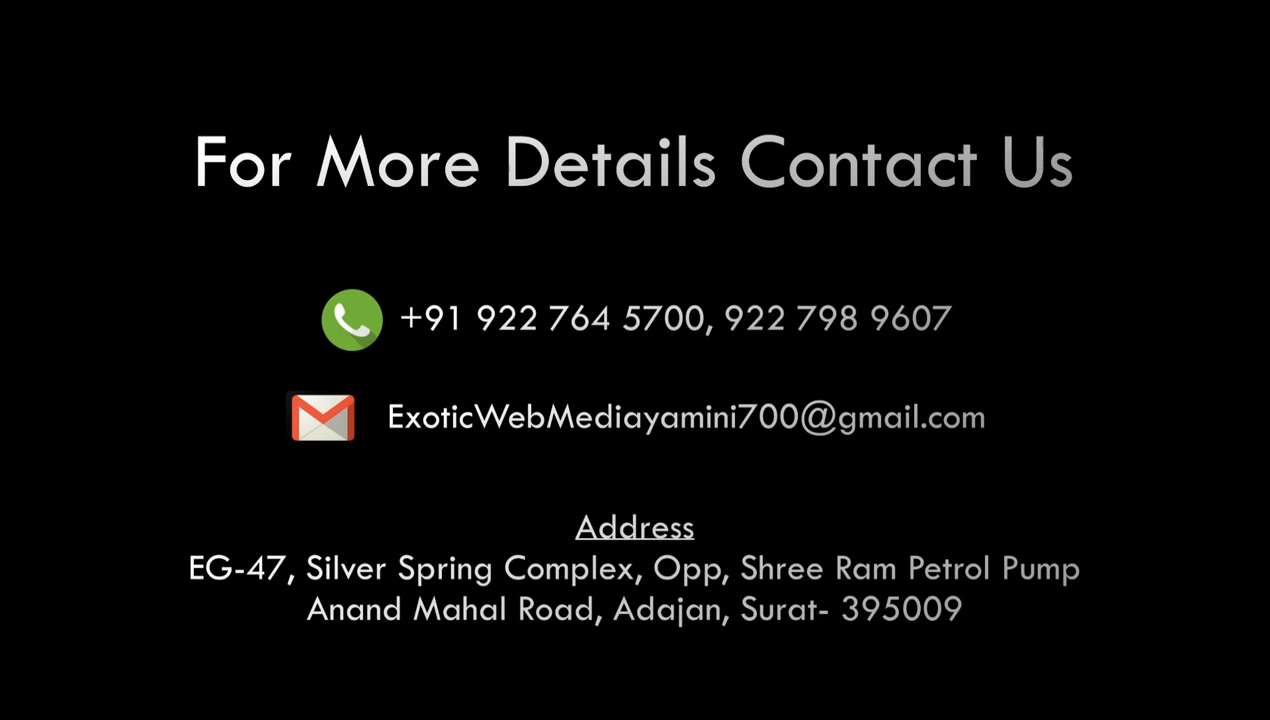 For More Details Contact Us
+91 922 764 5700, 922 798 9607
ExoticWebMediayamini700@gmail.com
Address
EG-47, Silver Spring Complex, Opp, Shree Ram Petrol Pump
Anand Mahal Road, Adajan, Surat- 395009